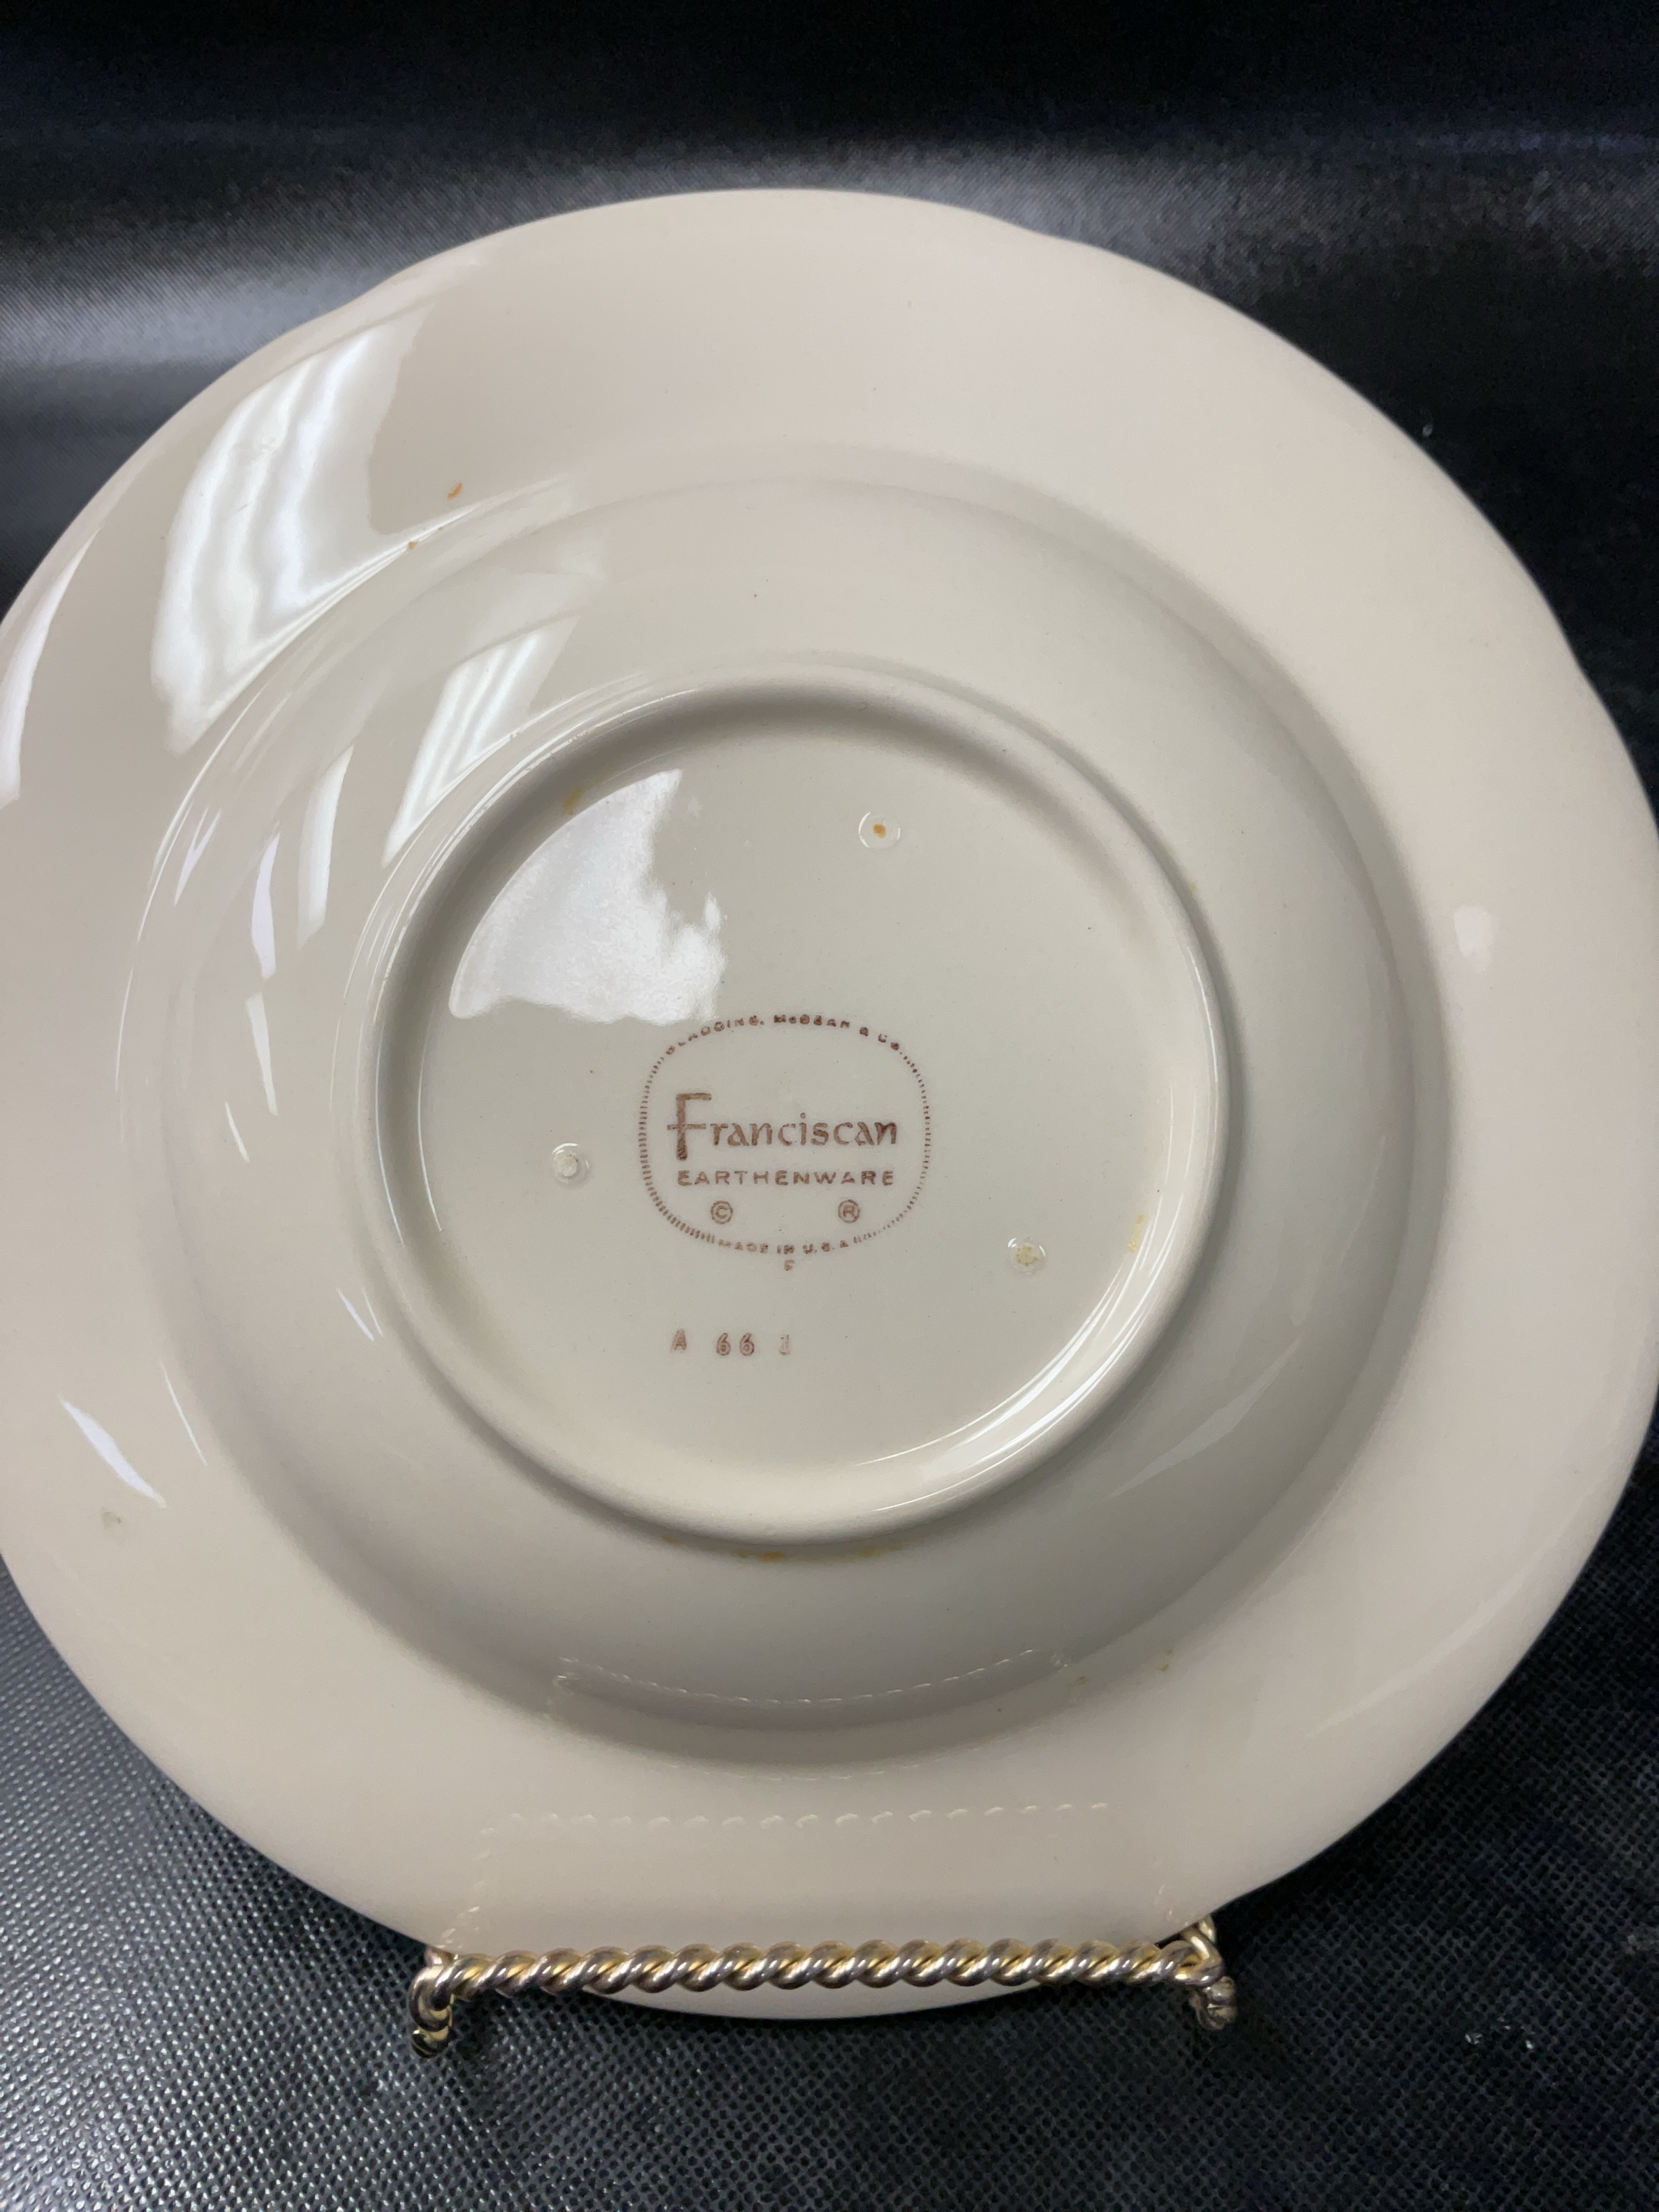 GLADDING, McBEAN & CO.
Franciscan
EARTHENWARE
© ®
MADE IN U.S.A
A 66 1